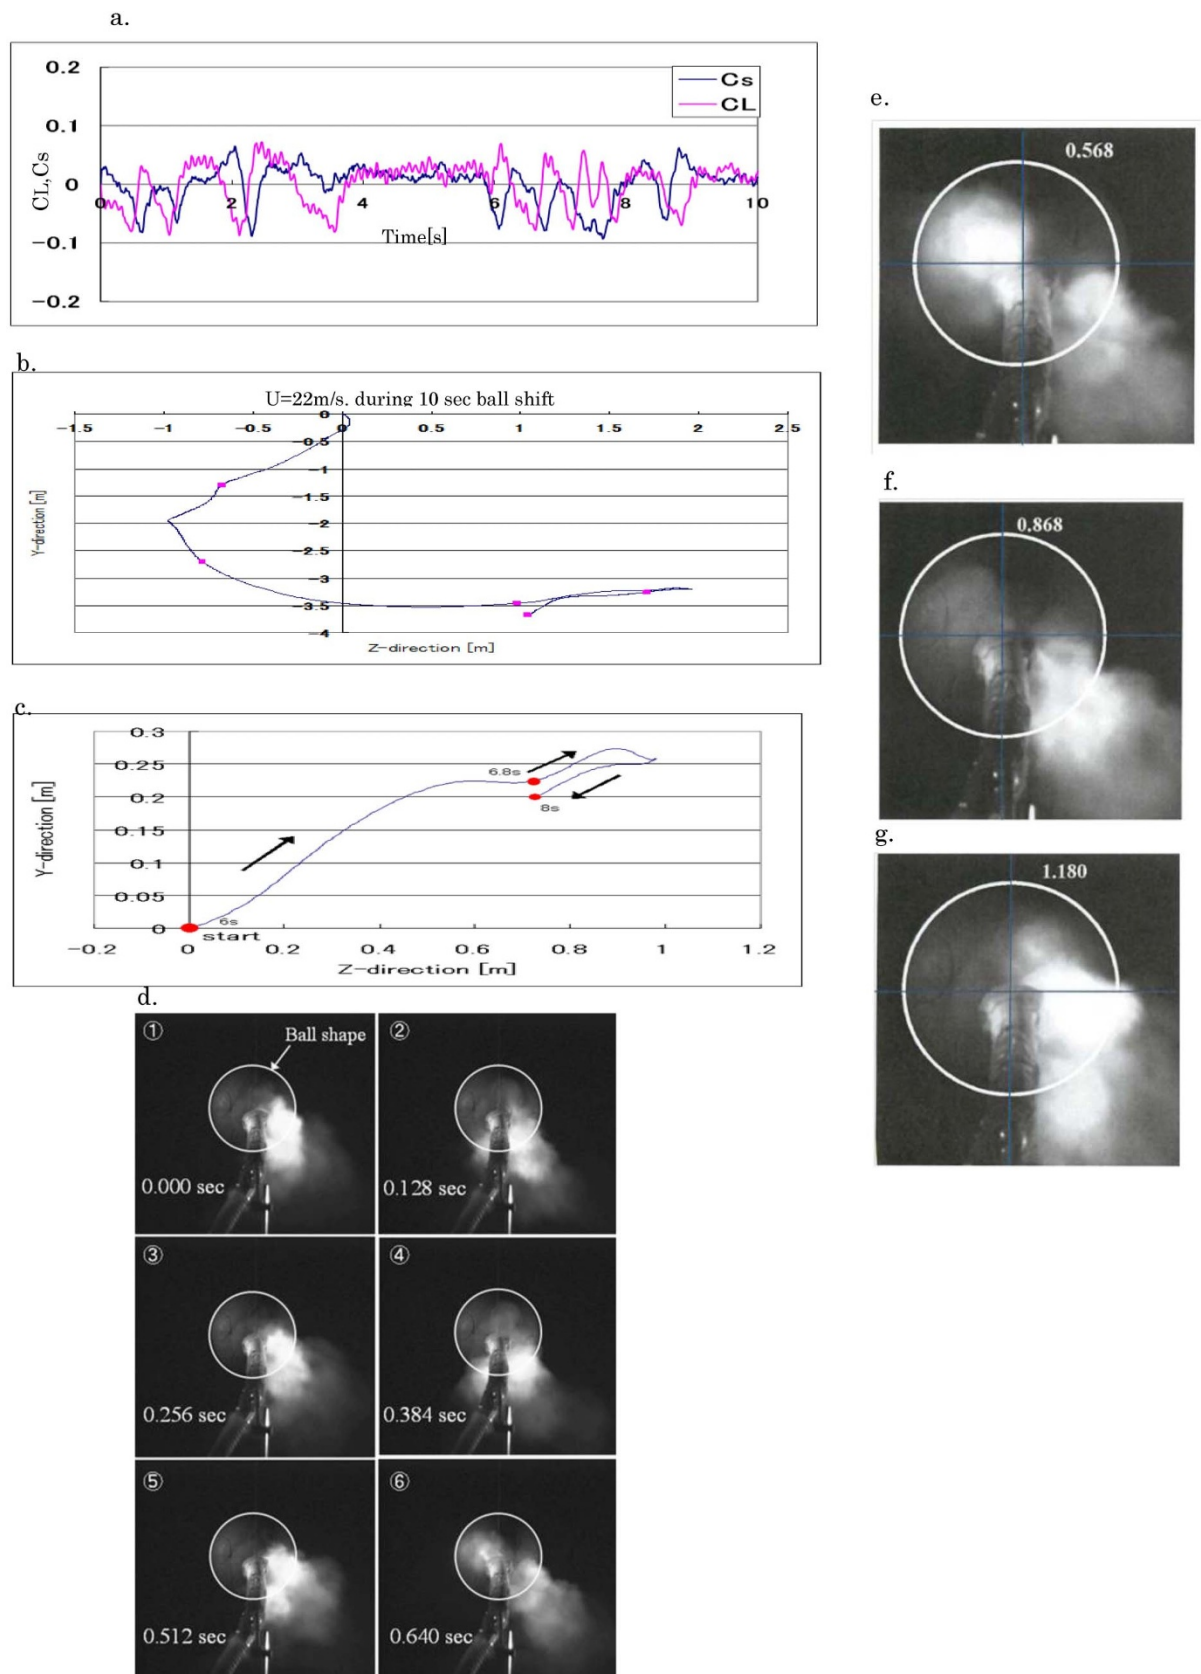 a.
0.2
0.1
0
-0.1
-0.2
CL,Cs
0 2 4 6 8 10
Time[s]
Cs
CL
b.
U=22m/s. during 10 sec ball shift
-1.5 -1 -0.5 0 0.5 1 1.5 2 2.5
0
-0.5
-1
-1.5
-2
-2.5
-3
-3.5
-4
Y-direction [m]
Z-direction [m]
c.
0.3
0.25
0.2
0.15
0.1
0.05
0
Y-direction [m]
6.8s
8s
6s
start
-0.2 0 0.2 0.4 0.6 0.8 1 1.2
Z-direction [m]
d.
① Ball shape
0.000 sec
②
0.128 sec
③
0.256 sec
④
0.384 sec
⑤
0.512 sec
⑥
0.640 sec
e.
0.568
f.
0.868
g.
1.180